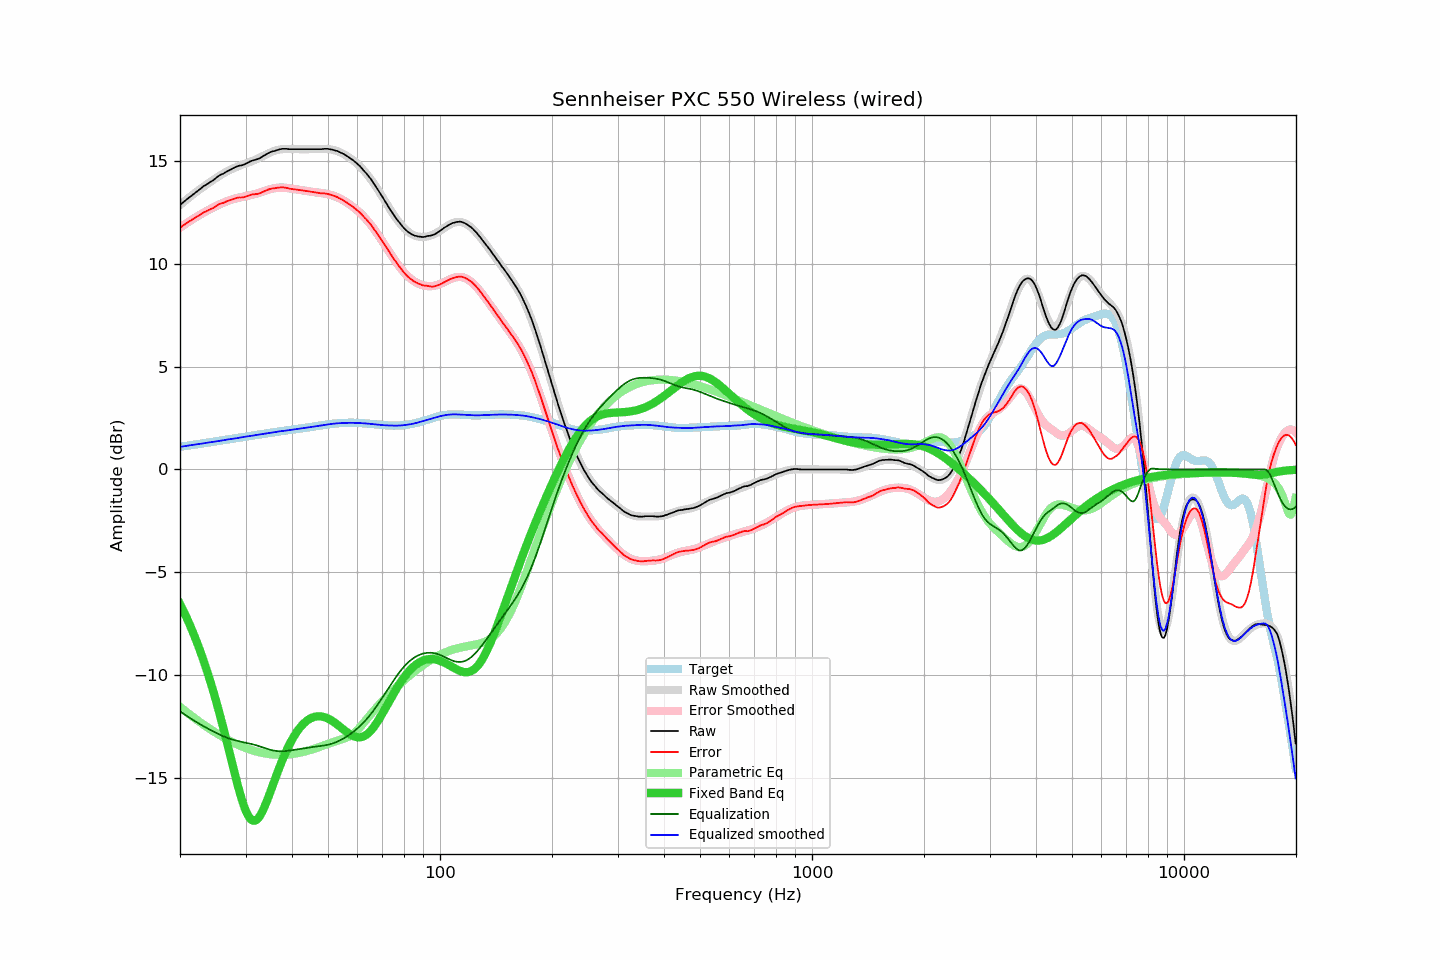 Sennheiser PXC 550 Wireless (wired)
15
10
5
0
−5
−10
−15
Amplitude (dBr)
Target
Raw Smoothed
Error Smoothed
Raw
Error
Parametric Eq
Fixed Band Eq
Equalization
Equalized smoothed
100
1000
10000
Frequency (Hz)